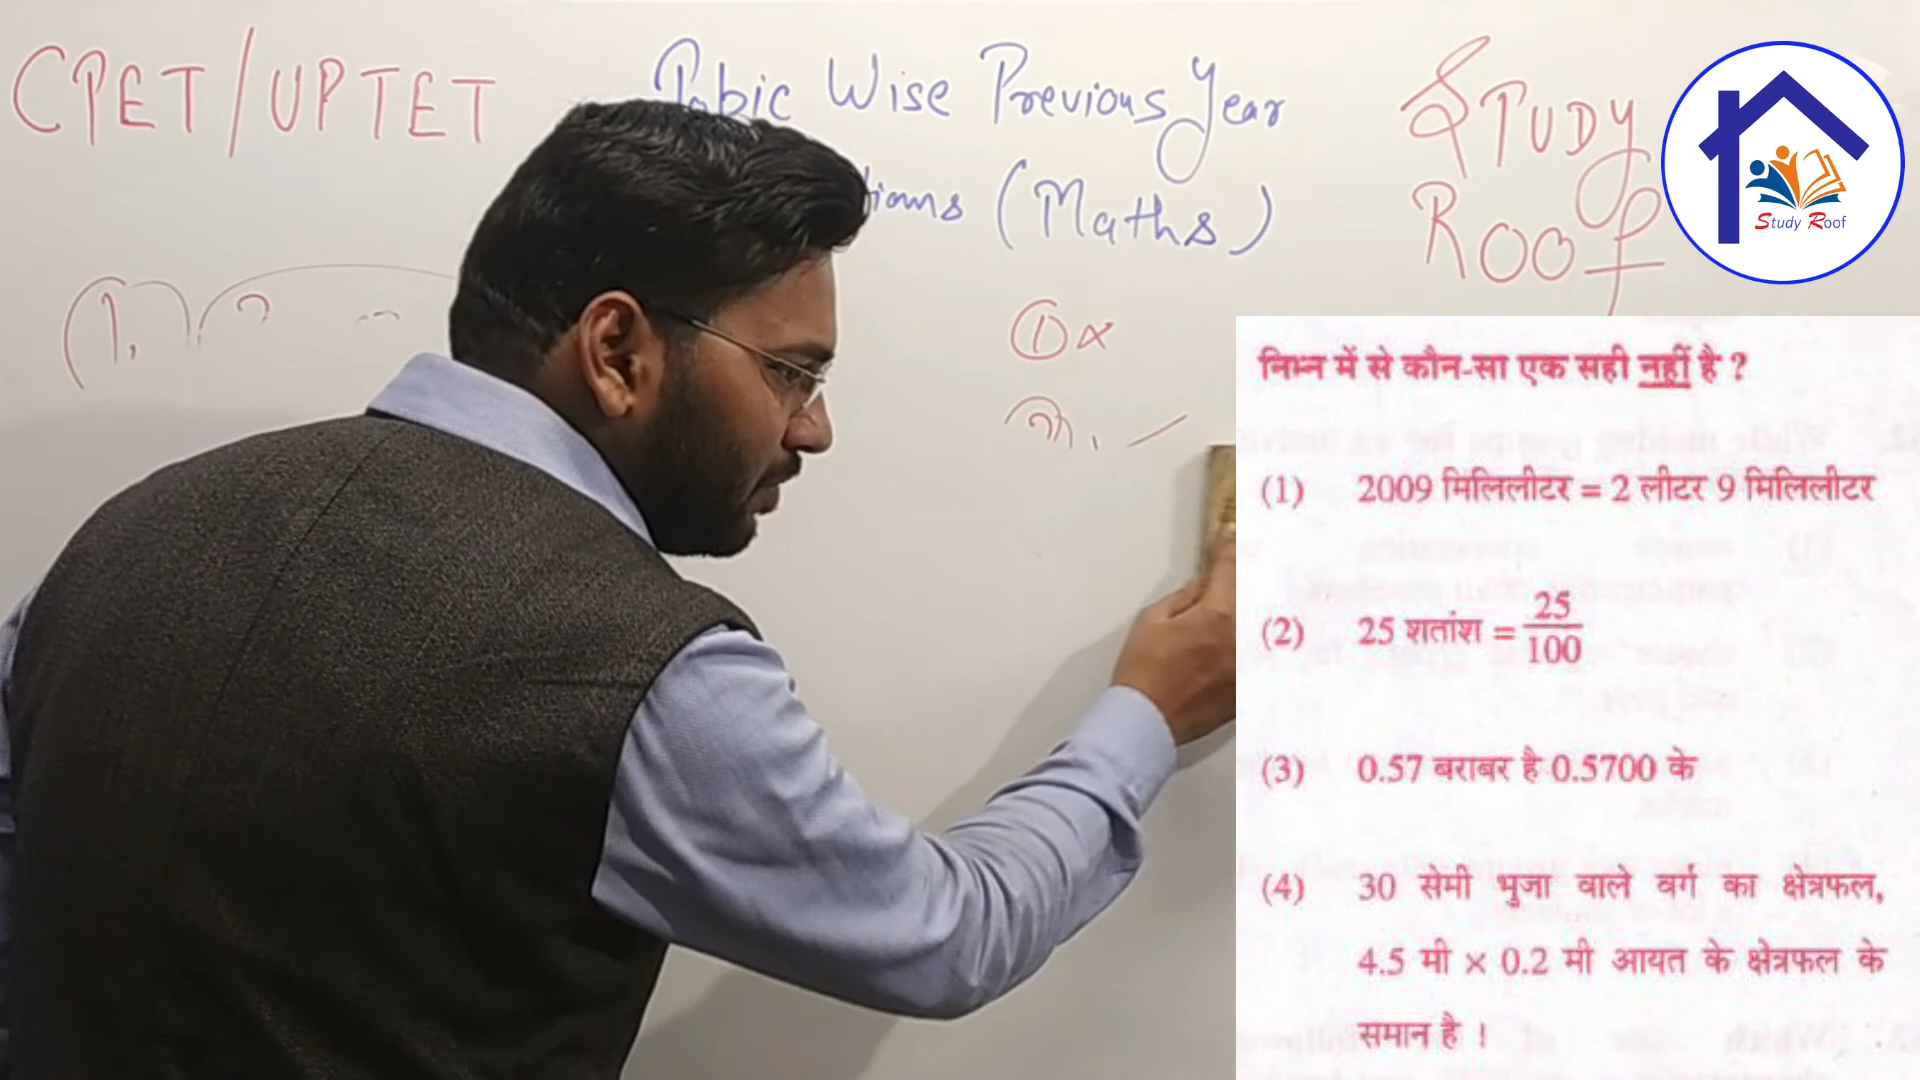 CPET/UPTET
Wise Previous Year
(Maths)
STUDY
ROOF
Study Roof
निम्न में से कौन-सा एक सही नहीं है ?
(1) 2009 मिलिलीटर = 2 लीटर 9 मिलिलीटर
(2) 25 शतांश = 25/100
(3) 0.57 बराबर है 0.5700 के
(4) 30 सेमी भुजा वाले वर्ग का क्षेत्रफल,
4.5 मी × 0.2 मी आयत के क्षेत्रफल के
समान है !